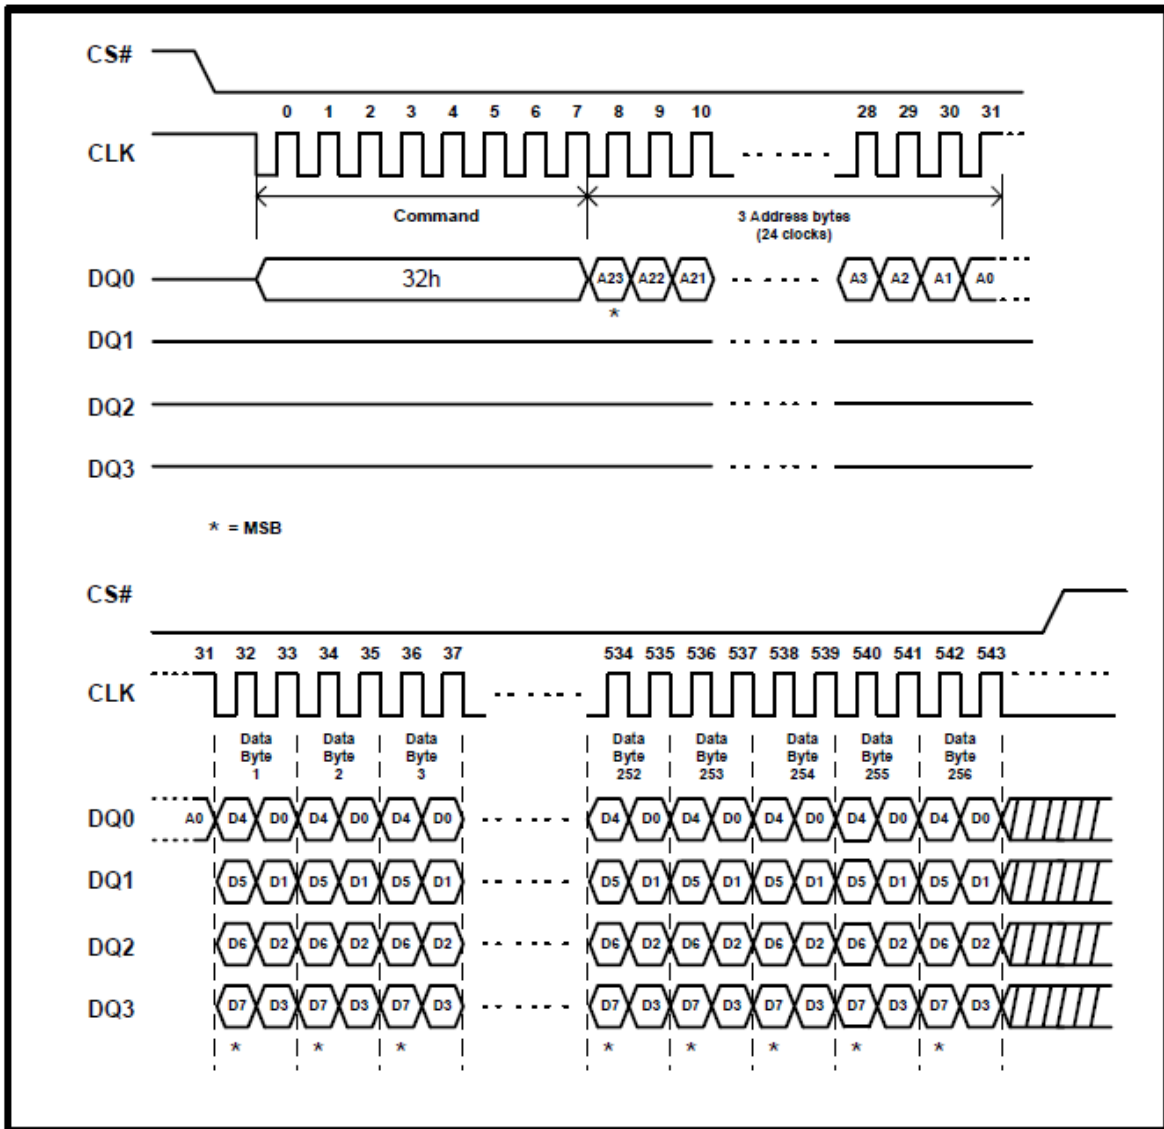 CS#
0 1 2 3 4 5 6 7 8 9 10 28 29 30 31
CLK
Command
3 Address bytes
(24 clocks)
DQ0 32h A23 A22 A21 A3 A2 A1 A0
*
DQ1
DQ2
DQ3
* = MSB
CS#
31 32 33 34 35 36 37 534 535 536 537 538 539 540 541 542 543
CLK
Data Data Data Data Data Data Data Data
Byte Byte Byte Byte Byte Byte Byte Byte
1 2 3 252 253 254 255 256
DQ0 A0 D4 D0 D4 D0 D4 D0 D4 D0 D4 D0 D4 D0 D4 D0 D4 D0
DQ1 D5 D1 D5 D1 D5 D1 D5 D1 D5 D1 D5 D1 D5 D1 D5 D1
DQ2 D6 D2 D6 D2 D6 D2 D6 D2 D6 D2 D6 D2 D6 D2 D6 D2
DQ3 D7 D3 D7 D3 D7 D3 D7 D3 D7 D3 D7 D3 D7 D3 D7 D3
* * * * * * * *